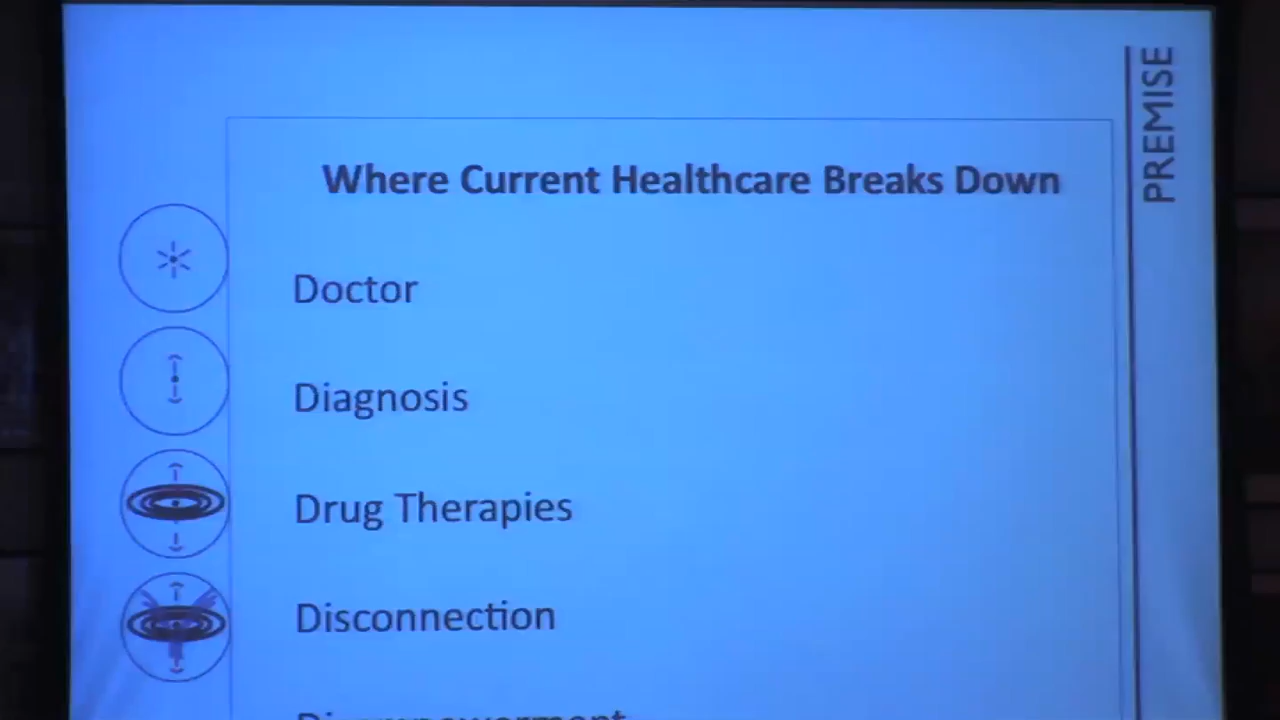 PREMISE
Where Current Healthcare Breaks Down
Doctor
Diagnosis
Drug Therapies
Disconnection